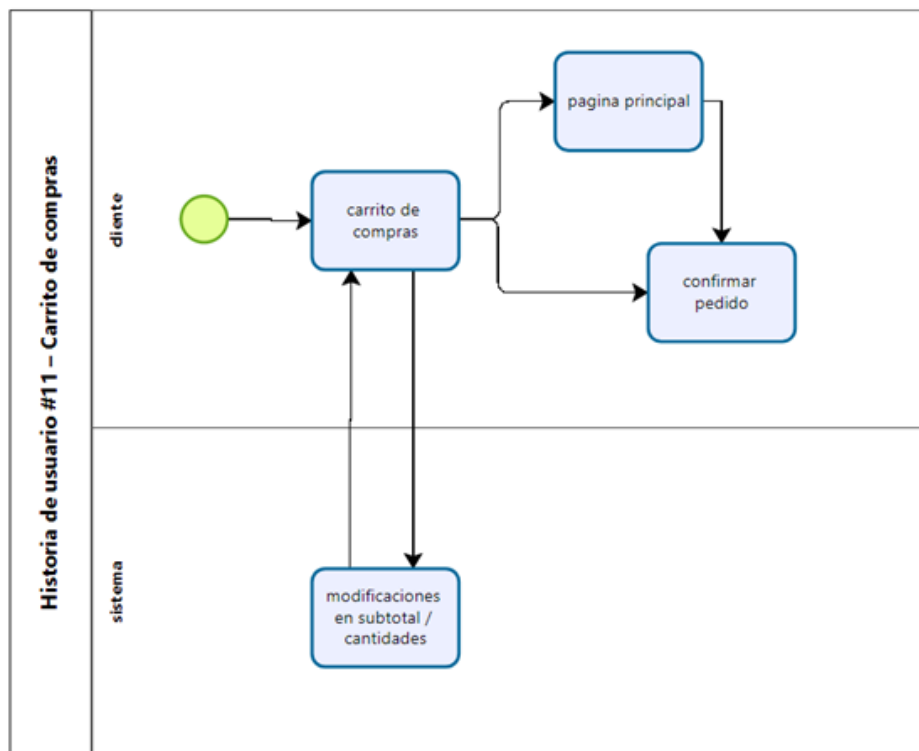 Historia de usuario #11 – Carrito de compras
cliente
pagina principal
carrito de
compras
confirmar
pedido
sistema
modificaciones
en subtotal /
cantidades